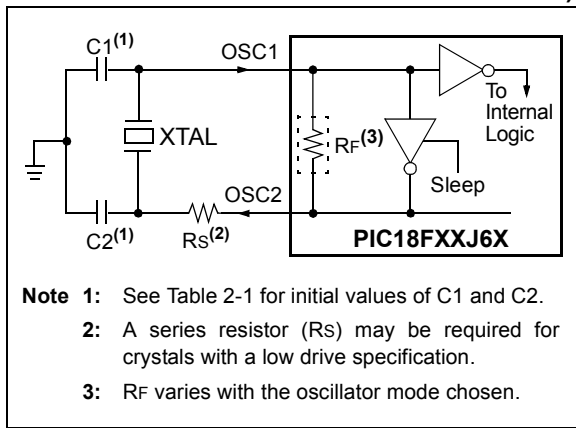 C1(1)
OSC1
To
Internal
Logic
XTAL
RF(3)
Sleep
OSC2
C2(1)
RS(2)
PIC18FXXJ6X
Note 1: See Table 2-1 for initial values of C1 and C2.
2: A series resistor (RS) may be required for
crystals with a low drive specification.
3: RF varies with the oscillator mode chosen.